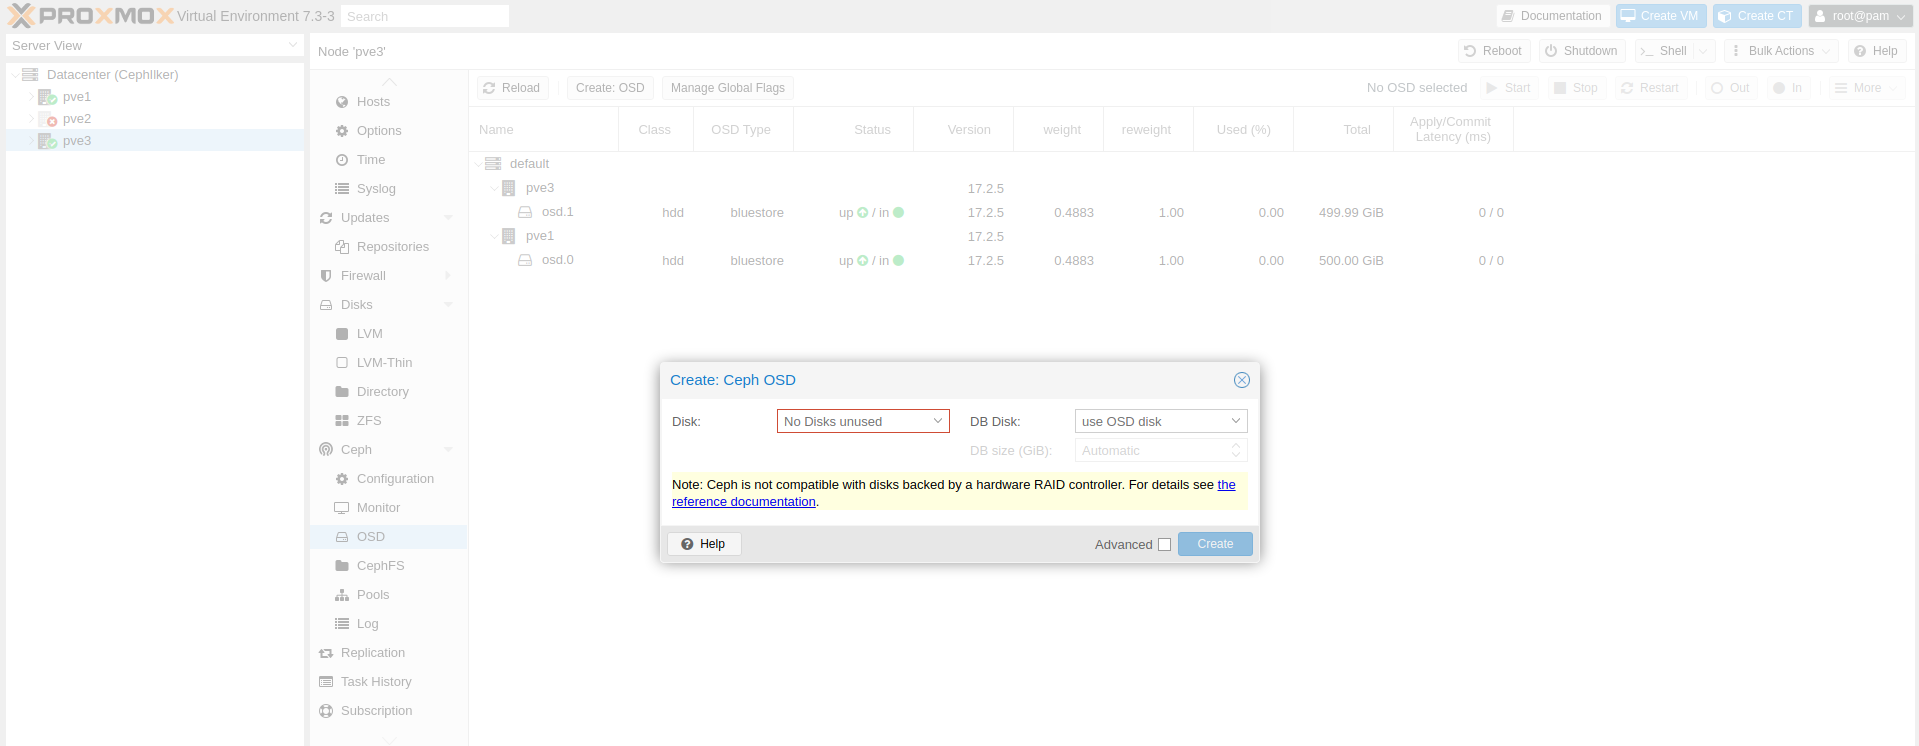 PROXMOX Virtual Environment 7.3-3 Search Documentation Create VM Create CT root@pam
Server View
Node 'pve3' Reboot Shutdown Shell Bulk Actions Help
Datacenter (CephIlker)
pve1
pve2
pve3
Hosts
Options
Time
Syslog
Updates
Repositories
Firewall
Disks
LVM
LVM-Thin
Directory
ZFS
Ceph
Configuration
Monitor
OSD
CephFS
Pools
Log
Replication
Task History
Subscription
Reload Create: OSD Manage Global Flags No OSD selected Start Stop Restart Out In More
Name Class OSD Type Status Version weight reweight Used (%) Total Apply/Commit
Latency (ms)
default
pve3 17.2.5
osd.1 hdd bluestore up / in 17.2.5 0.4883 1.00 0.00 499.99 GiB 0 / 0
pve1 17.2.5
osd.0 hdd bluestore up / in 17.2.5 0.4883 1.00 0.00 500.00 GiB 0 / 0
Create: Ceph OSD
Disk: No Disks unused DB Disk: use OSD disk
DB size (GiB): Automatic
Note: Ceph is not compatible with disks backed by a hardware RAID controller. For details see the
reference documentation.
Help Advanced Create